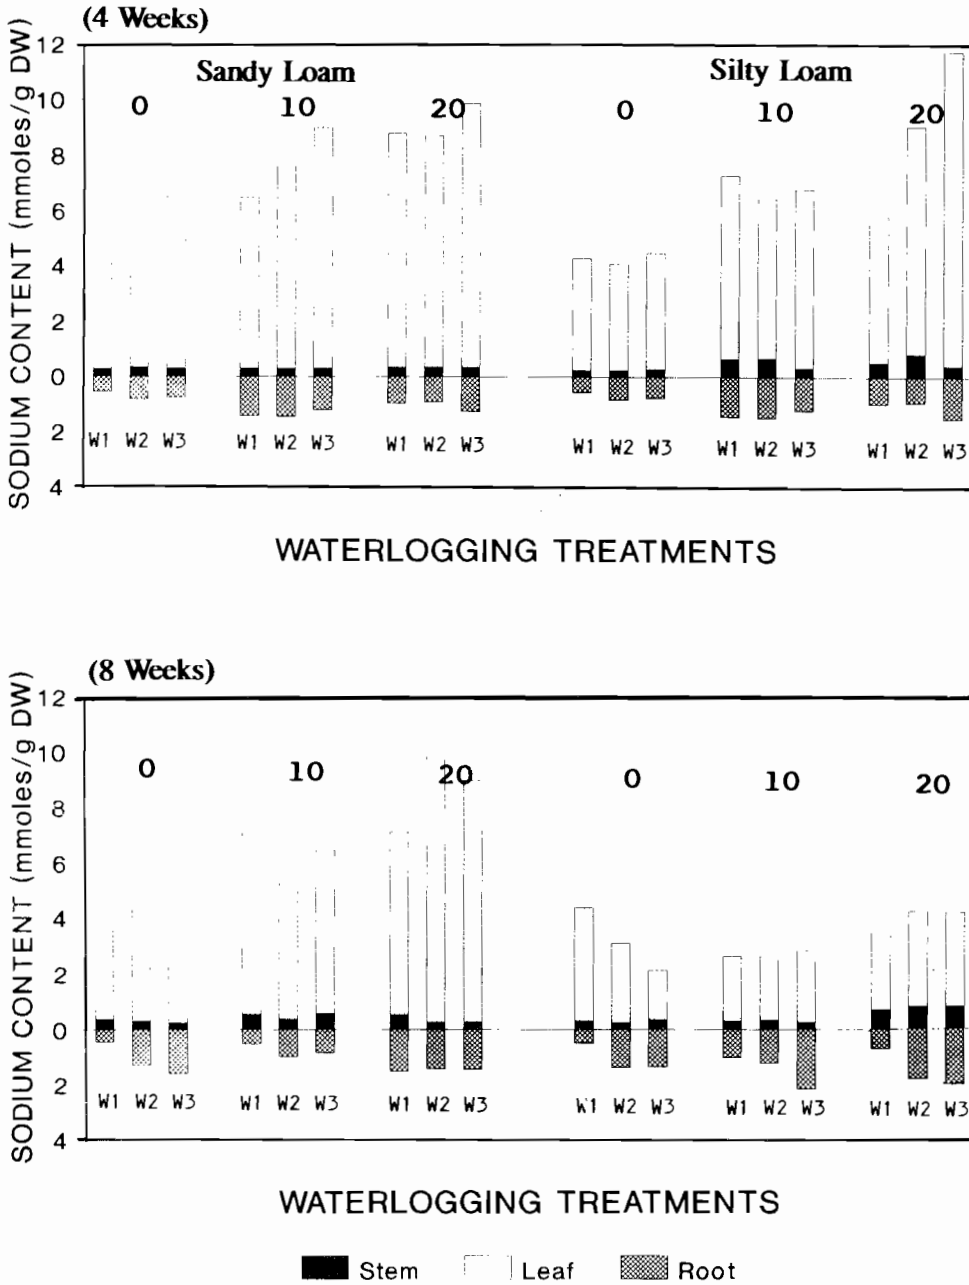 (4 Weeks)
SODIUM CONTENT (mmoles/g DW)
12
10
8
6
4
2
0
2
4
Sandy Loam
Silty Loam
0
10
20
0
10
20
W1 W2 W3
W1 W2 W3
W1 W2 W3
W1 W2 W3
W1 W2 W3
W1 W2 W3
WATERLOGGING TREATMENTS
(8 Weeks)
SODIUM CONTENT (mmoles/g DW)
12
10
8
6
4
2
0
2
4
0
10
20
0
10
20
W1 W2 W3
W1 W2 W3
W1 W2 W3
W1 W2 W3
W1 W2 W3
W1 W2 W3
WATERLOGGING TREATMENTS
Stem Leaf Root